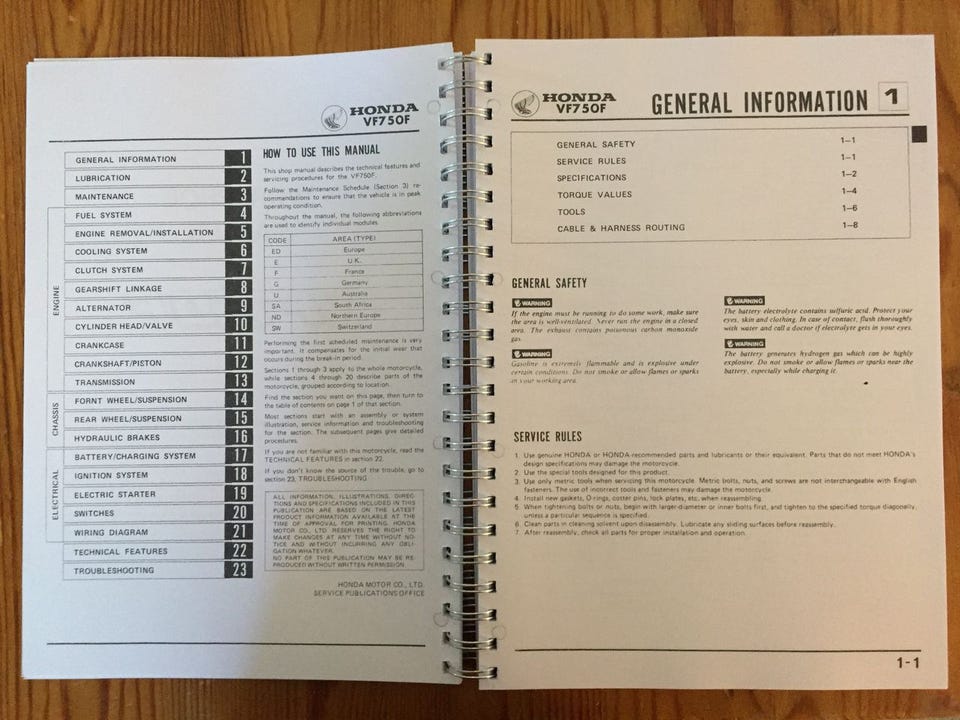 HONDA
VF750F
GENERAL INFORMATION 1
LUBRICATION 2
MAINTENANCE 3
ENGINE
FUEL SYSTEM 4
ENGINE REMOVAL/INSTALLATION 5
COOLING SYSTEM 6
CLUTCH SYSTEM 7
GEARSHIFT LINKAGE 8
ALTERNATOR 9
CYLINDER HEAD/VALVE 10
CRANKCASE 11
CRANKSHAFT/PISTON 12
TRANSMISSION 13
CHASSIS
FORNT WHEEL/SUSPENSION 14
REAR WHEEL/SUSPENSION 15
HYDRAULIC BRAKES 16
ELECTRICAL
BATTERY/CHARGING SYSTEM 17
IGNITION SYSTEM 18
ELECTRIC STARTER 19
SWITCHES 20
WIRING DIAGRAM 21
TECHNICAL FEATURES 22
TROUBLESHOOTING 23
HOW TO USE THIS MANUAL
This shop manual describes the technical features and
servicing procedures for the VF750F.
Follow the Maintenance Schedule (Section 3) re-
commendations to ensure that the vehicle is in peak
operating condition.
Throughout the manual, the following abbreviations
are used to identify individual modules.
CODE AREA (TYPE)
ED Europe
E U.K.
F France
G Germany
U Australia
SA South Africa
ND Northern Europe
SW Switzerland
Performing the first scheduled maintenance is very
important. It compensates for the initial wear that
occurs during the break-in period.
Sections 1 through 3 apply to the whole motorcycle,
while sections 4 through 20 describe parts of the
motorcycle, grouped according to location.
Find the section you want on this page, then turn to
the table of contents on page 1 of that section.
Most sections start with an assembly or system
illustration, service information and troubleshooting
for the section. The subsequent pages give detailed
procedures.
If you are not familiar with this motorcycle, read the
TECHNICAL FEATURES in section 22.
If you don't know the source of the trouble, go to
section 23, TROUBLESHOOTING
ALL INFORMATION, ILLUSTRATIONS, DIREC-
TIONS AND SPECIFICATIONS INCLUDED IN THIS
PUBLICATION ARE BASED ON THE LATEST
PRODUCT INFORMATION AVAILABLE AT THE
TIME OF APPROVAL FOR PRINTING. HONDA
MOTOR CO., LTD. RESERVES THE RIGHT TO
MAKE CHANGES AT ANY TIME WITHOUT NO-
TICE AND WITHOUT INCURRING ANY OBLI-
GATION WHATEVER.
NO PART OF THIS PUBLICATION MAY BE RE-
PRODUCED WITHOUT WRITTEN PERMISSION.
HONDA MOTOR CO., LTD.
SERVICE PUBLICATIONS OFFICE
HONDA
VF750F
GENERAL INFORMATION 1
GENERAL SAFETY 1-1
SERVICE RULES 1-1
SPECIFICATIONS 1-2
TORQUE VALUES 1-4
TOOLS 1-6
CABLE & HARNESS ROUTING 1-8
GENERAL SAFETY
WARNING
If the engine must be running to do some work, make sure
the area is well-ventilated. Never run the engine in a closed
area. The exhaust contains poisonous carbon monoxide
gas.
WARNING
Gasoline is extremely flammable and is explosive under
certain conditions. Do not smoke or allow flames or sparks
in your working area.
WARNING
The battery electrolyte contains sulfuric acid. Protect your
eyes, skin and clothing. In case of contact, flush thoroughly
with water and call a doctor if electrolyte gets in your eyes.
WARNING
The battery generates hydrogen gas which can be highly
explosive. Do not smoke or allow flames or sparks near the
battery, especially while charging it.
SERVICE RULES
1. Use genuine HONDA or HONDA-recommended parts and lubricants or their equivalent. Parts that do not meet HONDA's
design specifications may damage the motorcycle.
2. Use the special tools designed for this product.
3. Use only metric tools when servicing this motorcycle. Metric bolts, nuts, and screws are not interchangeable with English
fasteners. The use of incorrect tools and fasteners may damage the motorcycle.
4. Install new gaskets, O-rings, cotter pins, lock plates, etc. when reassembling.
5. When tightening bolts or nuts, begin with larger-diameter or inner bolts first, and tighten to the specified torque diagonally,
unless a particular sequence is specified.
6. Clean parts in cleaning solvent upon disassembly. Lubricate any sliding surfaces before reassembly.
7. After reassembly, check all parts for proper installation and operation.
1-1